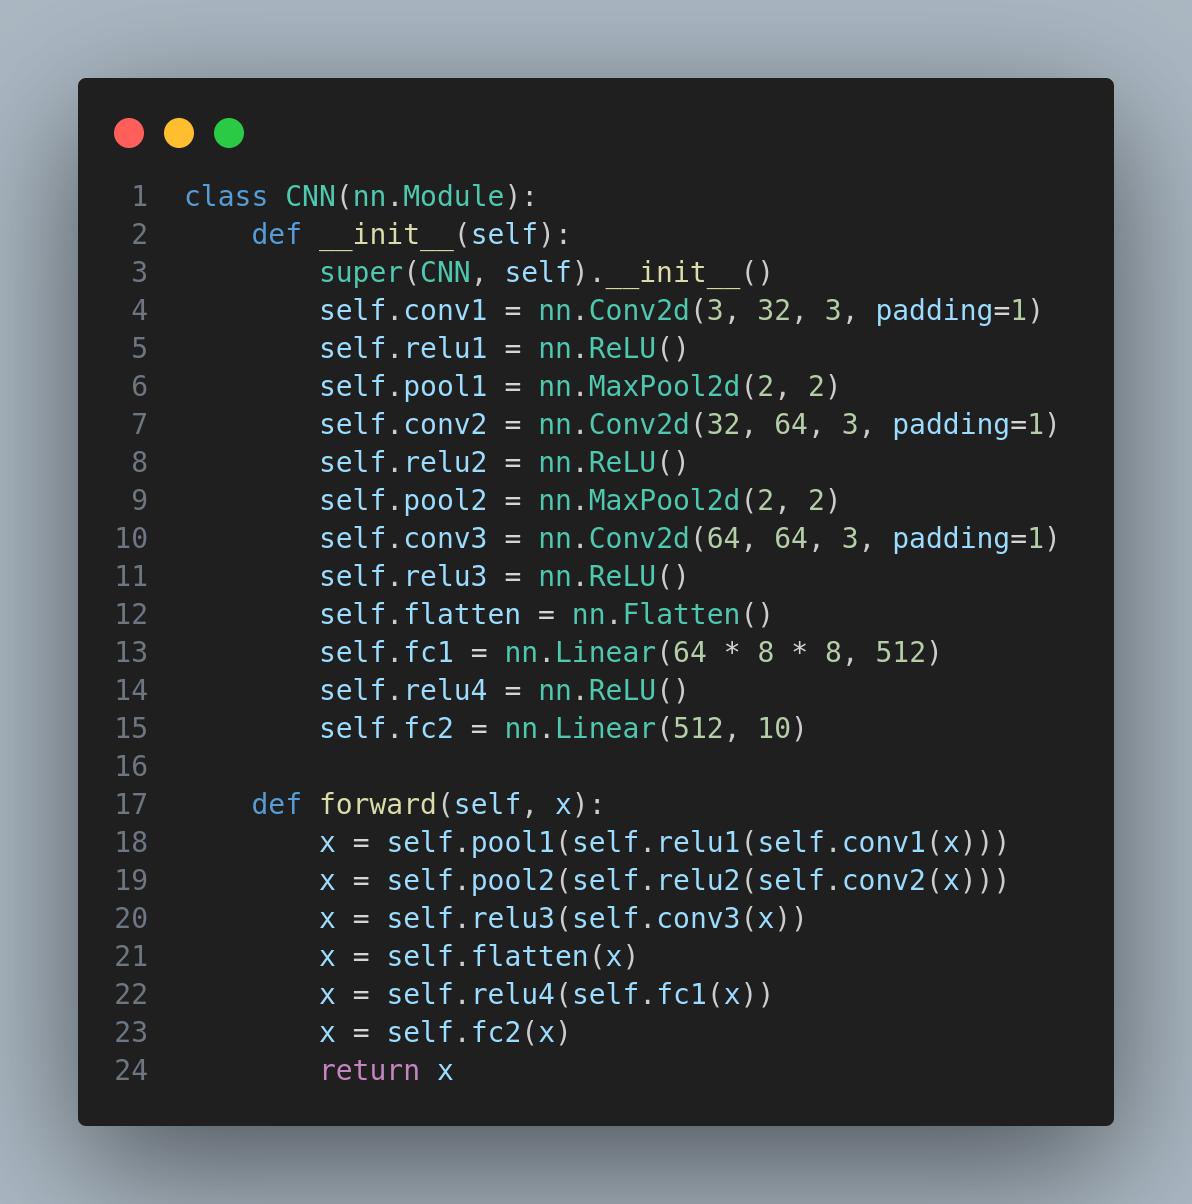 1 class CNN(nn.Module):
2     def __init__(self):
3         super(CNN, self).__init__()
4         self.conv1 = nn.Conv2d(3, 32, 3, padding=1)
5         self.relu1 = nn.ReLU()
6         self.pool1 = nn.MaxPool2d(2, 2)
7         self.conv2 = nn.Conv2d(32, 64, 3, padding=1)
8         self.relu2 = nn.ReLU()
9         self.pool2 = nn.MaxPool2d(2, 2)
10         self.conv3 = nn.Conv2d(64, 64, 3, padding=1)
11         self.relu3 = nn.ReLU()
12         self.flatten = nn.Flatten()
13         self.fc1 = nn.Linear(64 * 8 * 8, 512)
14         self.relu4 = nn.ReLU()
15         self.fc2 = nn.Linear(512, 10)
16
17     def forward(self, x):
18         x = self.pool1(self.relu1(self.conv1(x)))
19         x = self.pool2(self.relu2(self.conv2(x)))
20         x = self.relu3(self.conv3(x))
21         x = self.flatten(x)
22         x = self.relu4(self.fc1(x))
23         x = self.fc2(x)
24         return x